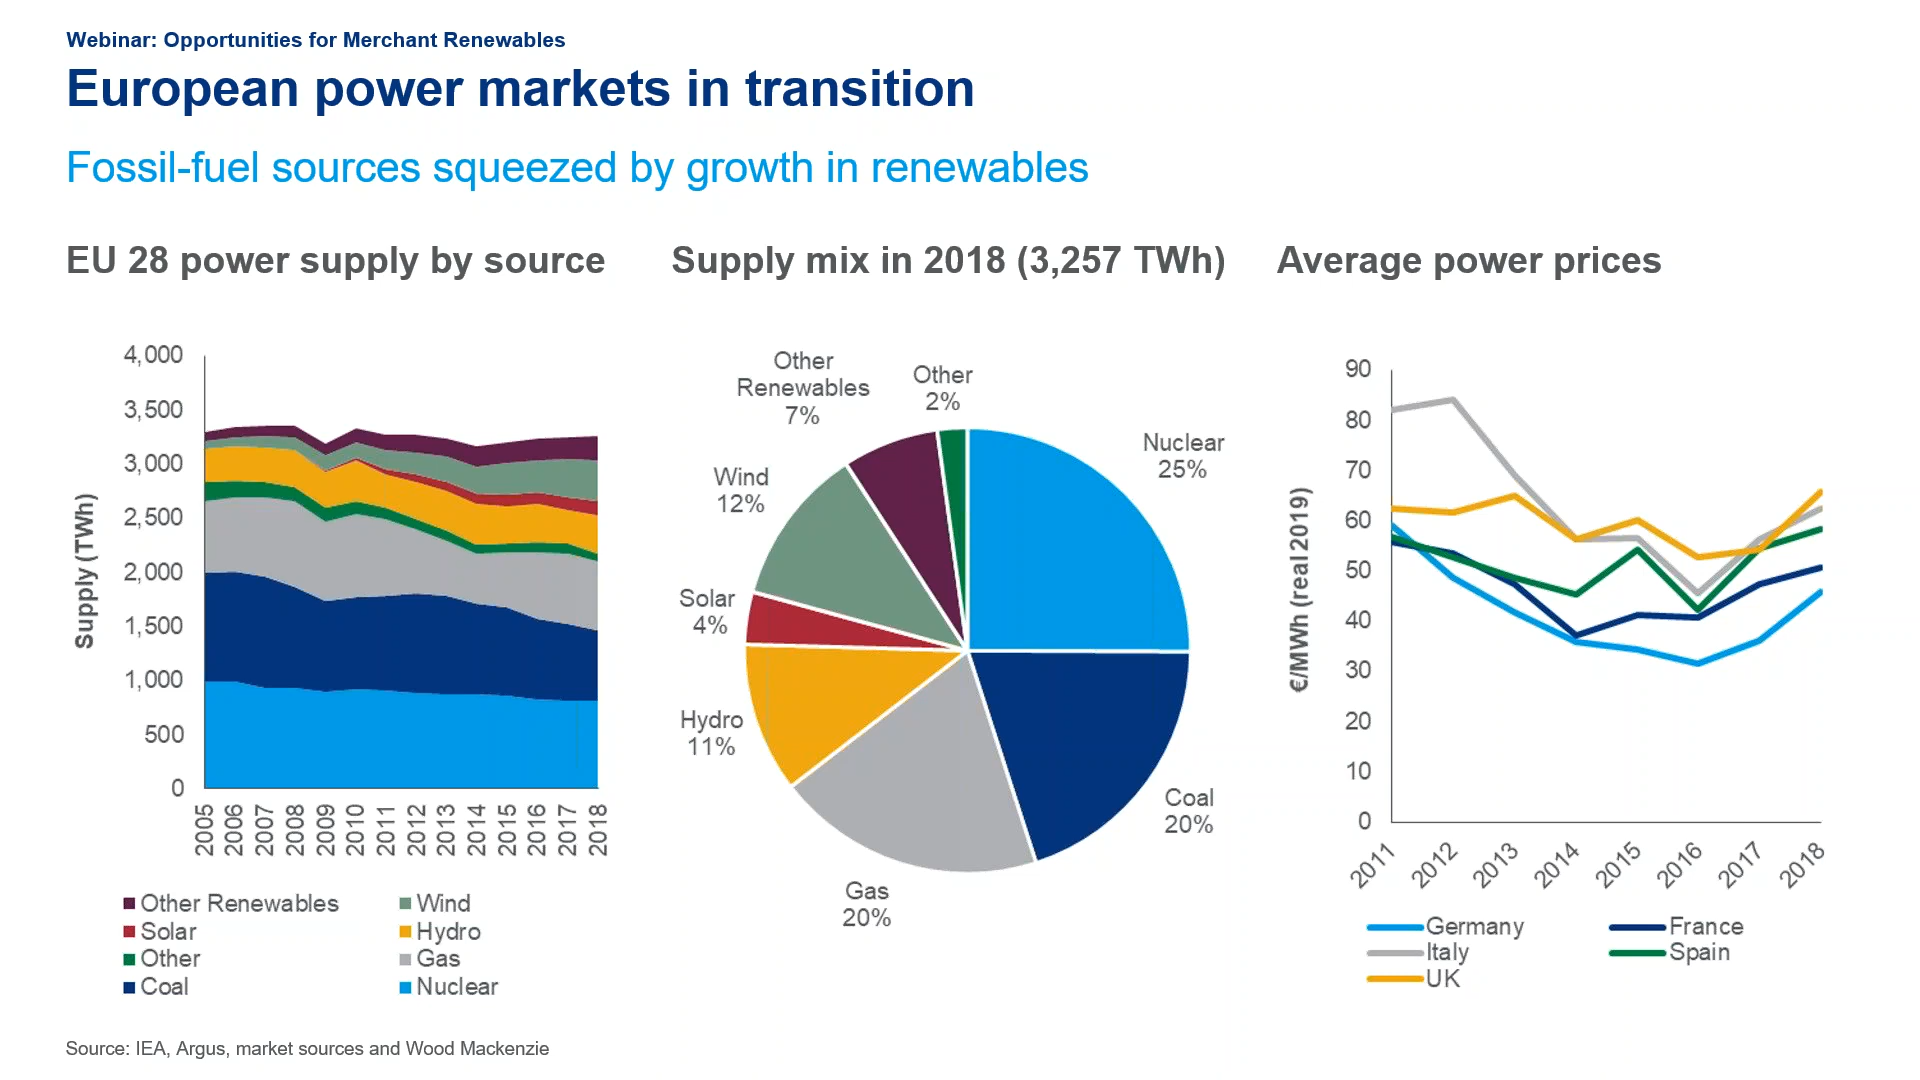 Webinar: Opportunities for Merchant Renewables
European power markets in transition
Fossil-fuel sources squeezed by growth in renewables
EU 28 power supply by source
4,000
3,500
3,000
2,500
2,000
1,500
1,000
500
0
Supply (TWh)
2005
2006
2007
2008
2009
2010
2011
2012
2013
2014
2015
2016
2017
2018
Other Renewables
Wind
Solar
Hydro
Other
Gas
Coal
Nuclear
Supply mix in 2018 (3,257 TWh)
Other
Renewables
7%
Other
2%
Nuclear
25%
Wind
12%
Solar
4%
Hydro
11%
Coal
20%
Gas
20%
Average power prices
90
80
70
60
50
40
30
20
10
0
€/MWh (real 2019)
2011
2012
2013
2014
2015
2016
2017
2018
Germany
France
Italy
Spain
UK
Source: IEA, Argus, market sources and Wood Mackenzie